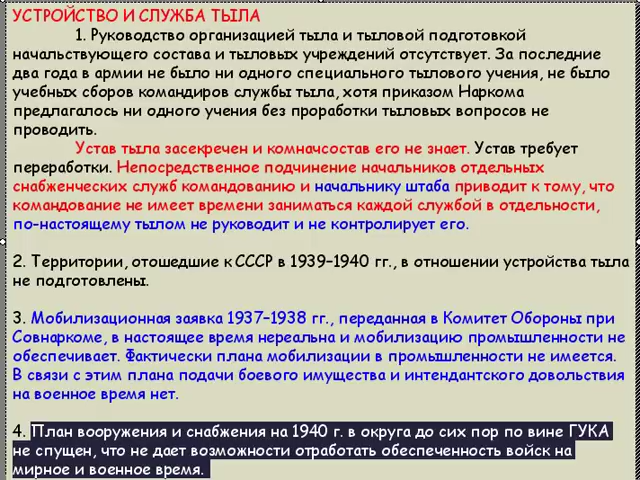 УСТРОЙСТВО И СЛУЖБА ТЫЛА
1. Руководство организацией тыла и тыловой подготовкой
начальствующего состава и тыловых учреждений отсутствует. За последние
два года в армии не было ни одного специального тылового учения, не было
учебных сборов командиров службы тыла, хотя приказом Наркома
предлагалось ни одного учения без проработки тыловых вопросов не
проводить.
Устав тыла засекречен и комначсостав его не знает. Устав требует
переработки. Непосредственное подчинение начальников отдельных
снабженческих служб командованию и начальнику штаба приводит к тому, что
командование не имеет времени заниматься каждой службой в отдельности,
по-настоящему тылом не руководит и не контролирует его.
2. Территории, отошедшие к СССР в 1939–1940 гг., в отношении устройства тыла
не подготовлены.
3. Мобилизационная заявка 1937–1938 гг., переданная в Комитет Обороны при
Совнаркоме, в настоящее время нереальна и мобилизацию промышленности не
обеспечивает. Фактически плана мобилизации в промышленности не имеется.
В связи с этим плана подачи боевого имущества и интендантского довольствия
на военное время нет.
4. План вооружения и снабжения на 1940 г. в округа до сих пор по вине ГУКА
не спущен, что не дает возможности отработать обеспеченность войск на
мирное и военное время.